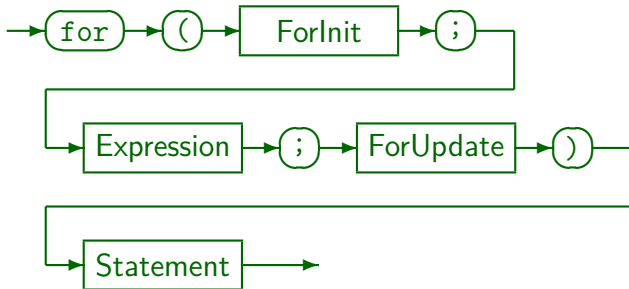 for ( ForInit ;
Expression ; ForUpdate )
Statement